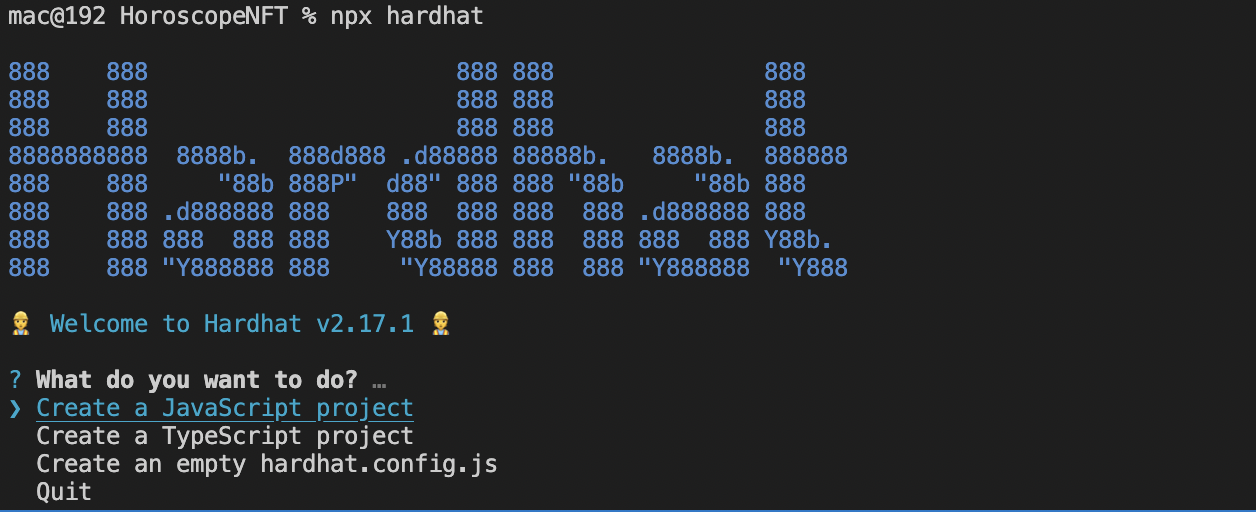 mac@192 HoroscopeNFT % npx hardhat
888    888                      888 888               888
888    888                      888 888               888
888    888                      888 888               888
8888888888  8888b.  888d888 .d88888 88888b.   8888b.  888888
888    888     "88b 888P"  d88" 888 888 "88b     "88b 888
888    888 .d888888 888    888  888 888  888 .d888888 888
888    888 888  888 888    Y88b 888 888  888 888  888 Y88b.
888    888 "Y888888 888     "Y88888 888  888 "Y888888  "Y888
👷 Welcome to Hardhat v2.17.1 👷
? What do you want to do? …
❯ Create a JavaScript project
Create a TypeScript project
Create an empty hardhat.config.js
Quit